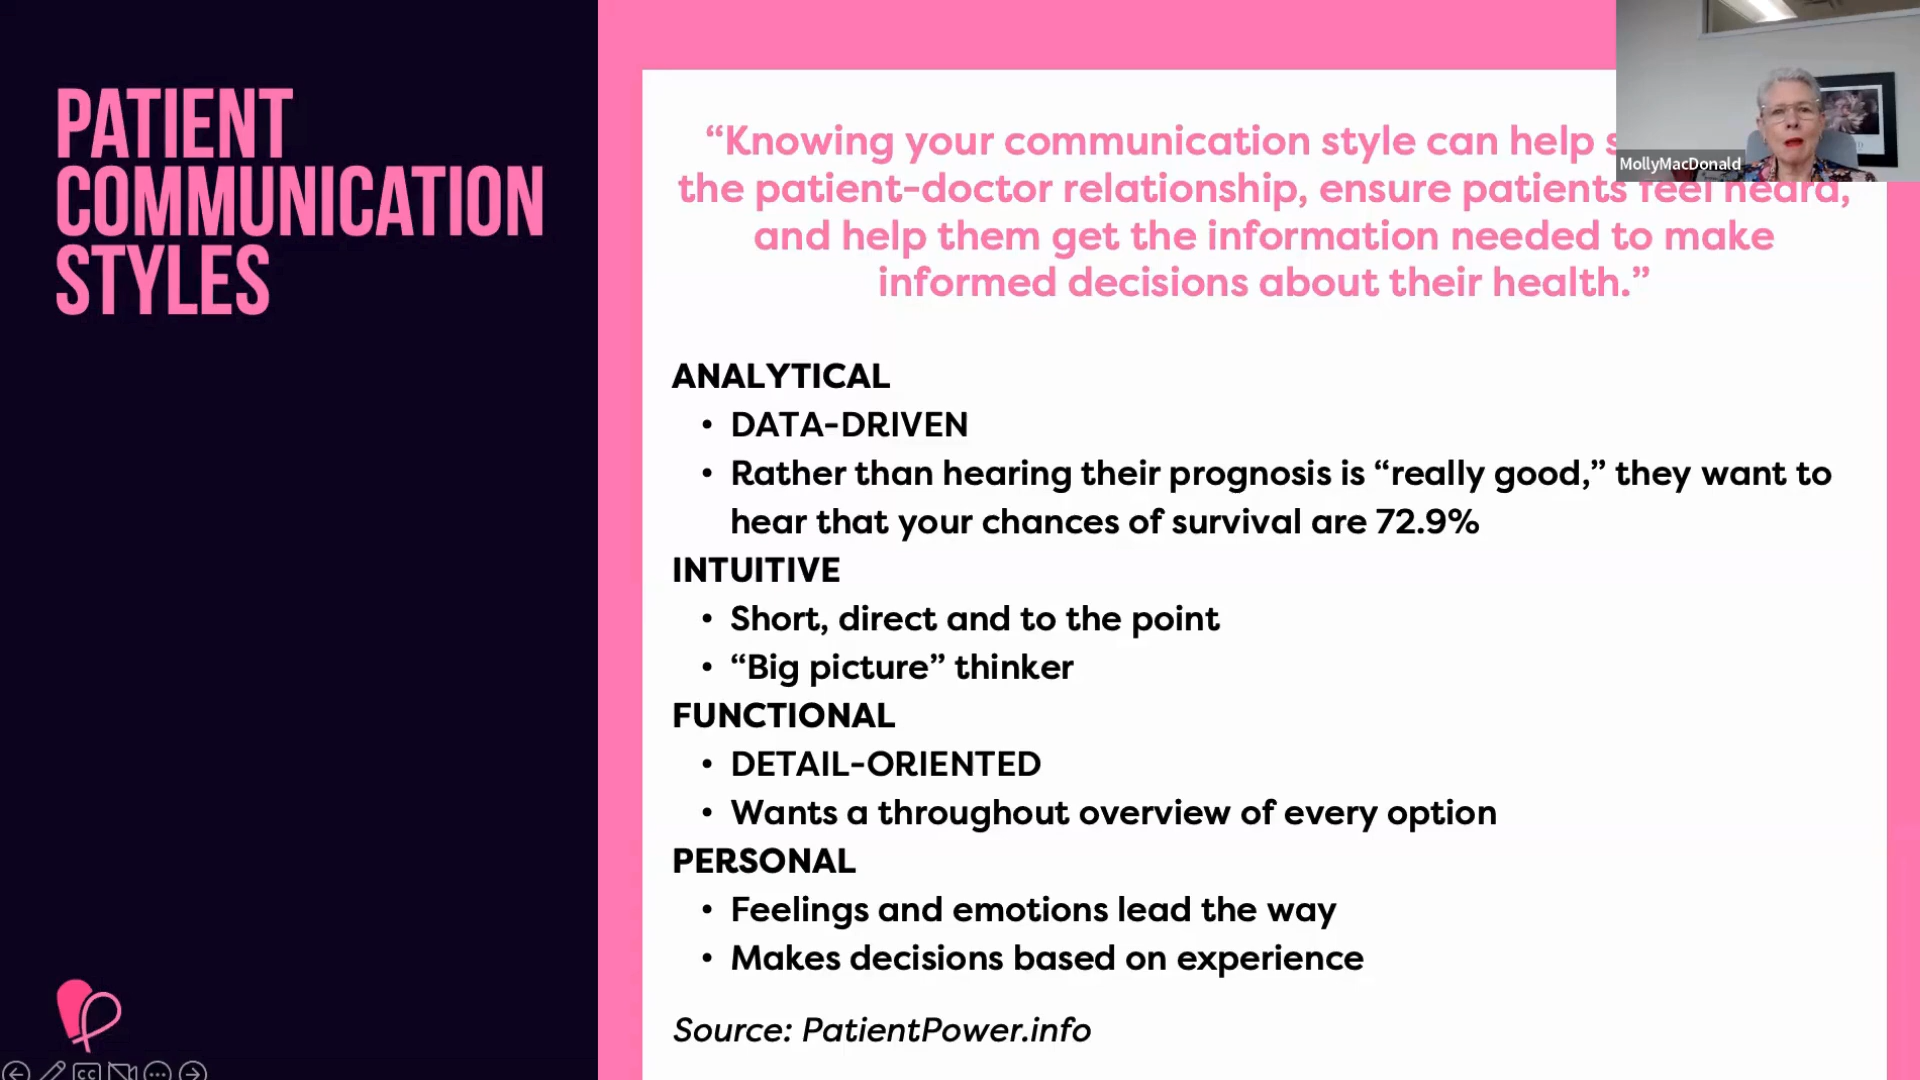 PATIENT
COMMUNICATION
STYLES
“Knowing your communication style can help
the patient-doctor relationship, ensure patients feel heard,
and help them get the information needed to make
informed decisions about their health.”
MollyMacDonald
ANALYTICAL
• DATA-DRIVEN
• Rather than hearing their prognosis is “really good,” they want to
hear that your chances of survival are 72.9%
INTUITIVE
• Short, direct and to the point
• “Big picture” thinker
FUNCTIONAL
• DETAIL-ORIENTED
• Wants a throughout overview of every option
PERSONAL
• Feelings and emotions lead the way
• Makes decisions based on experience
Source: PatientPower.info
CC